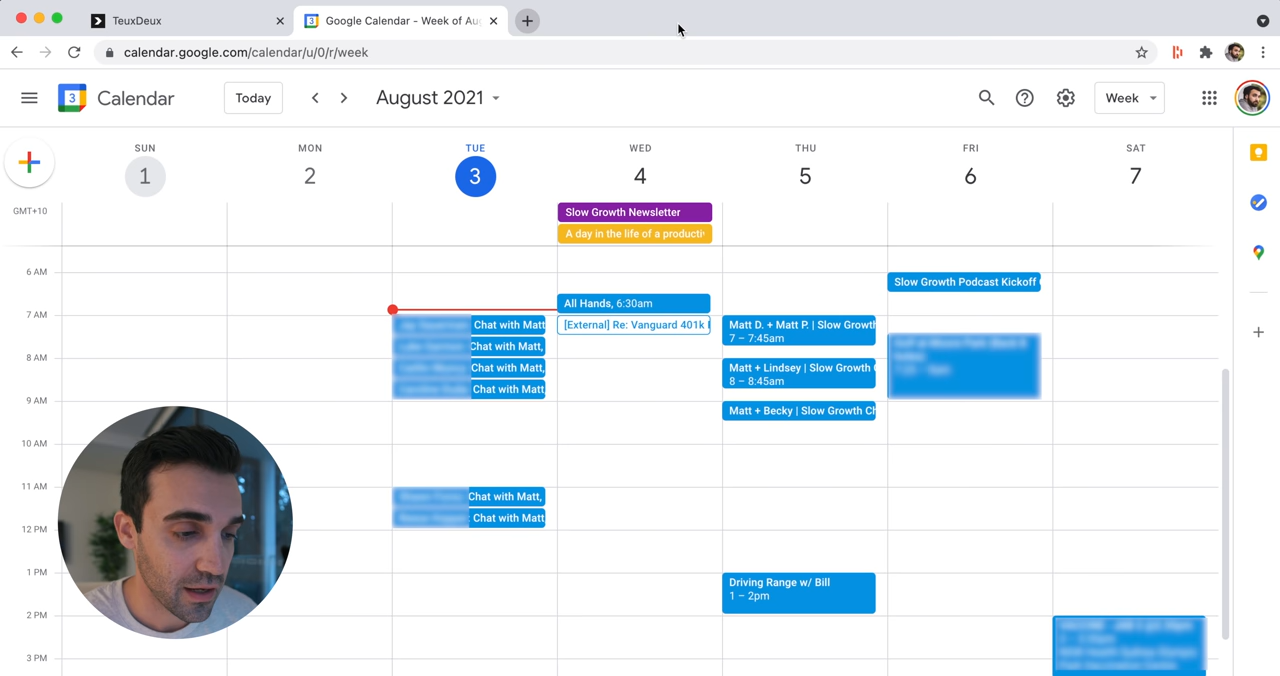 TeuxDeux
Google Calendar - Week of Au
calendar.google.com/calendar/u/0/r/week
3
Calendar
Today
August 2021
Week
SUN
MON
TUE
WED
THU
FRI
SAT
1
2
3
4
5
6
7
GMT+10
Slow Growth Newsletter
A day in the life of a producti
6 AM
Slow Growth Podcast Kickoff
All Hands, 6:30am
7 AM
Chat with Matt
[External] Re: Vanguard 401k
Matt D. + Matt P. | Slow Growth
7 – 7:45am
Chat with Matt,
8 AM
Chat with Matt,
Matt + Lindsey | Slow Growth
8 – 8:45am
Chat with Matt
9 AM
Matt + Becky | Slow Growth Ch
10 AM
11 AM
Chat with Matt,
Chat with Matt
12 PM
1 PM
Driving Range w/ Bill
1 – 2pm
2 PM
3 PM